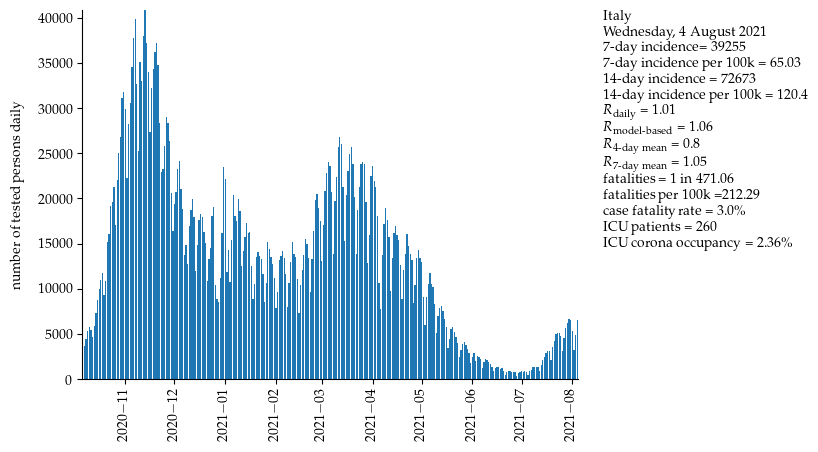 Italy
Wednesday, 4 August 2021
7-day incidence= 39255
7-day incidence per 100k = 65.03
14-day incidence = 72673
14-day incidence per 100k = 120.4
R_daily = 1.01
R_model-based = 1.06
R_4-day mean = 0.8
R_7-day mean = 1.05
fatalities = 1 in 471.06
fatalities per 100k =212.29
case fatality rate = 3.0%
ICU patients = 260
ICU corona occupancy = 2.36%
number of tested persons daily
40000
35000
30000
25000
20000
15000
10000
5000
0
2020−11
2020−12
2021−01
2021−02
2021−03
2021−04
2021−05
2021−06
2021−07
2021−08